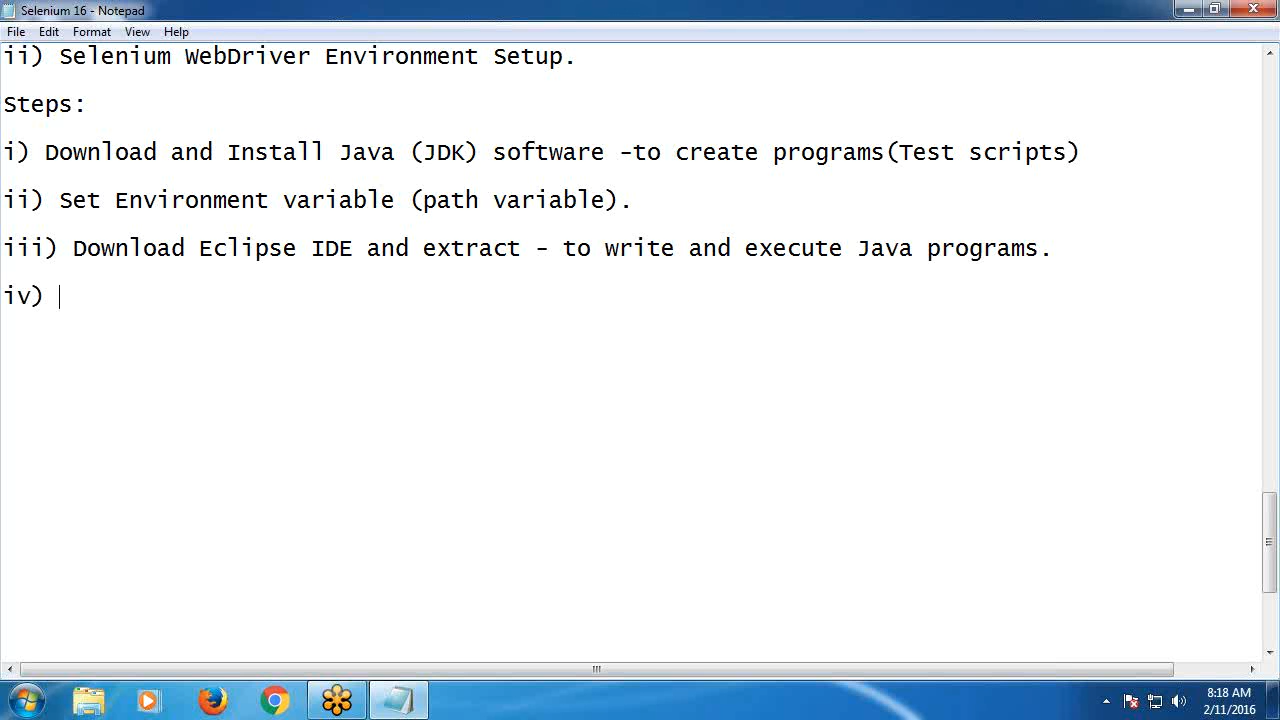 Selenium 16 - Notepad
File Edit Format View Help
ii) Selenium WebDriver Environment Setup.
Steps:
i) Download and Install Java (JDK) software -to create programs(Test scripts)
ii) Set Environment variable (path variable).
iii) Download Eclipse IDE and extract - to write and execute Java programs.
iv)
8:18 AM
2/11/2016